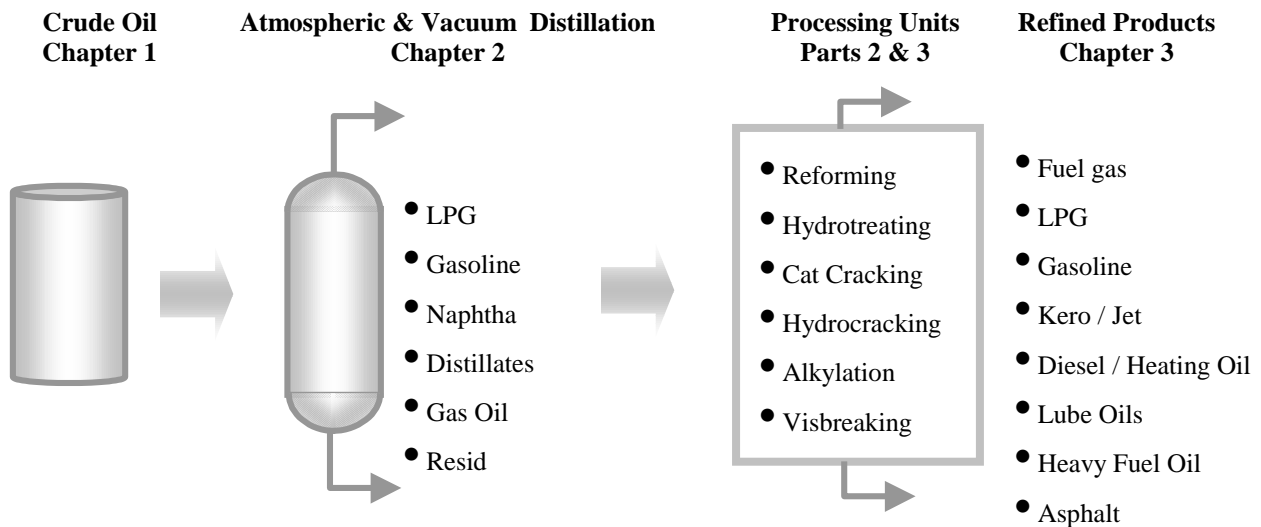 Crude Oil
Chapter 1
Atmospheric & Vacuum Distillation
Chapter 2
Processing Units
Parts 2 & 3
Refined Products
Chapter 3
• LPG
• Gasoline
• Naphtha
• Distillates
• Gas Oil
• Resid
• Reforming
• Hydrotreating
• Cat Cracking
• Hydrocracking
• Alkylation
• Visbreaking
• Fuel gas
• LPG
• Gasoline
• Kero / Jet
• Diesel / Heating Oil
• Lube Oils
• Heavy Fuel Oil
• Asphalt